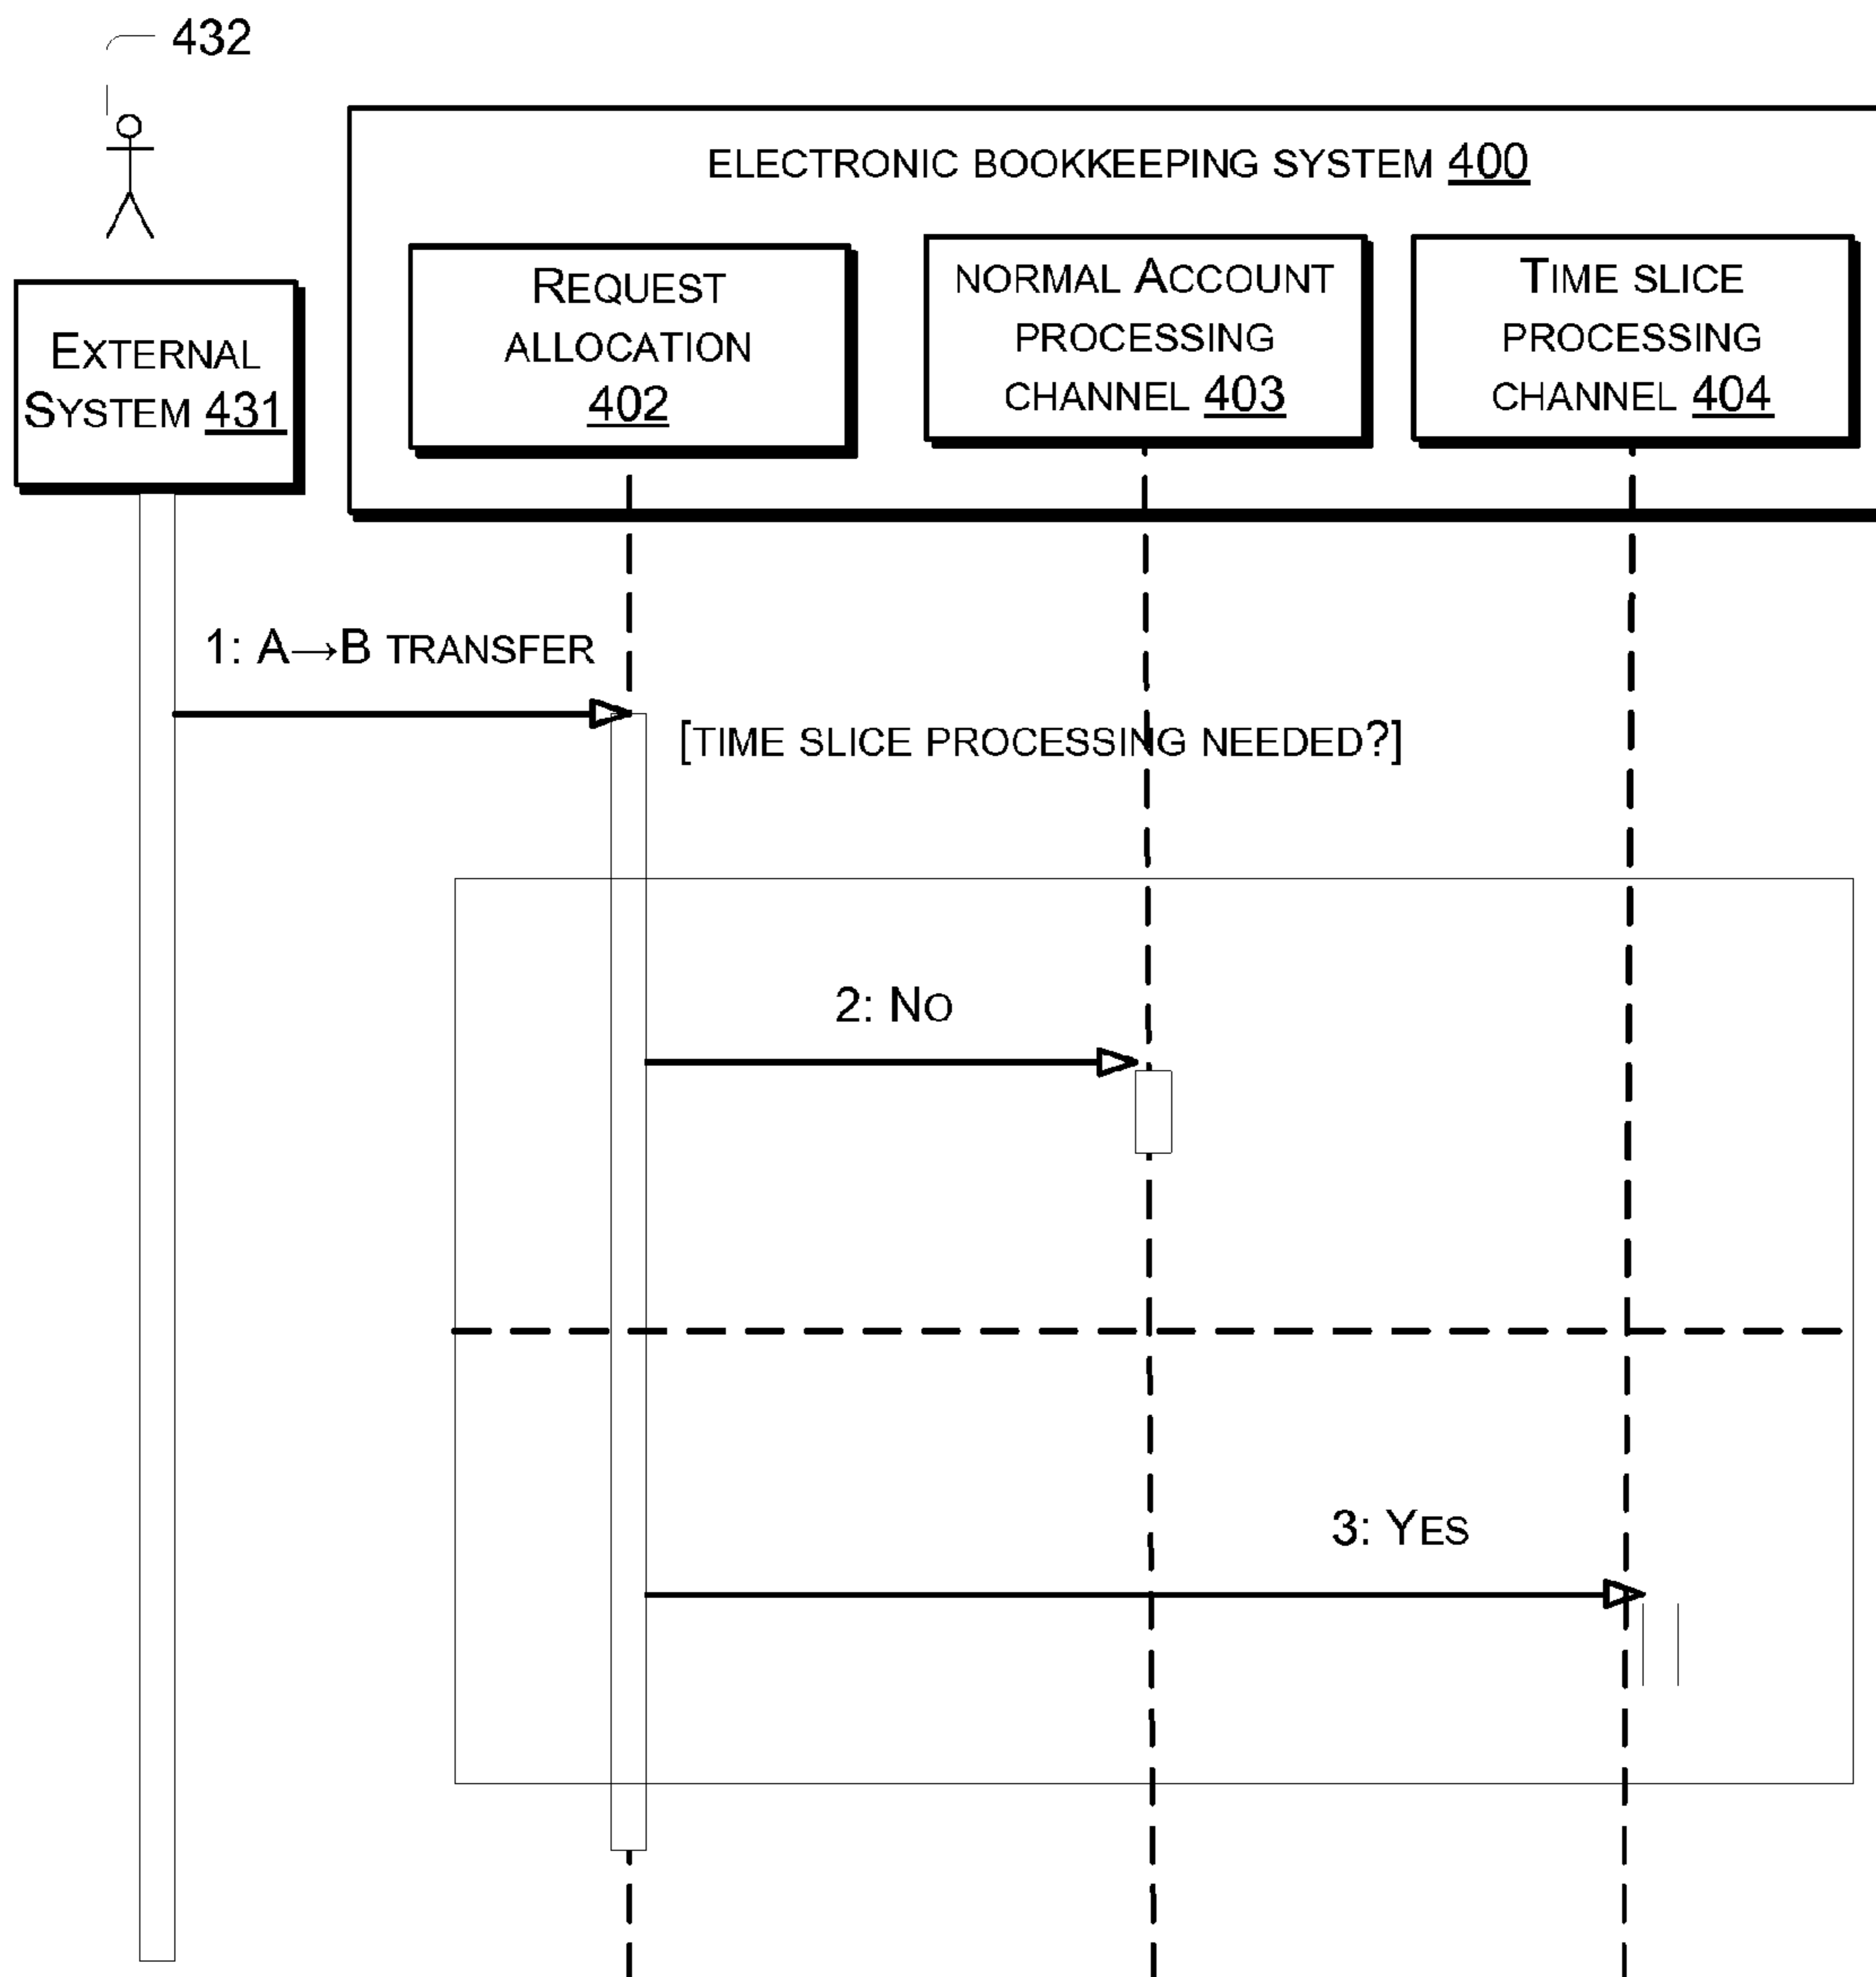 432
ELECTRONIC BOOKKEEPING SYSTEM 400
EXTERNAL
SYSTEM 431
REQUEST
ALLOCATION
402
NORMAL ACCOUNT
PROCESSING
CHANNEL 403
TIME SLICE
PROCESSING
CHANNEL 404
1: A→B TRANSFER
[TIME SLICE PROCESSING NEEDED?]
2: NO
3: YES